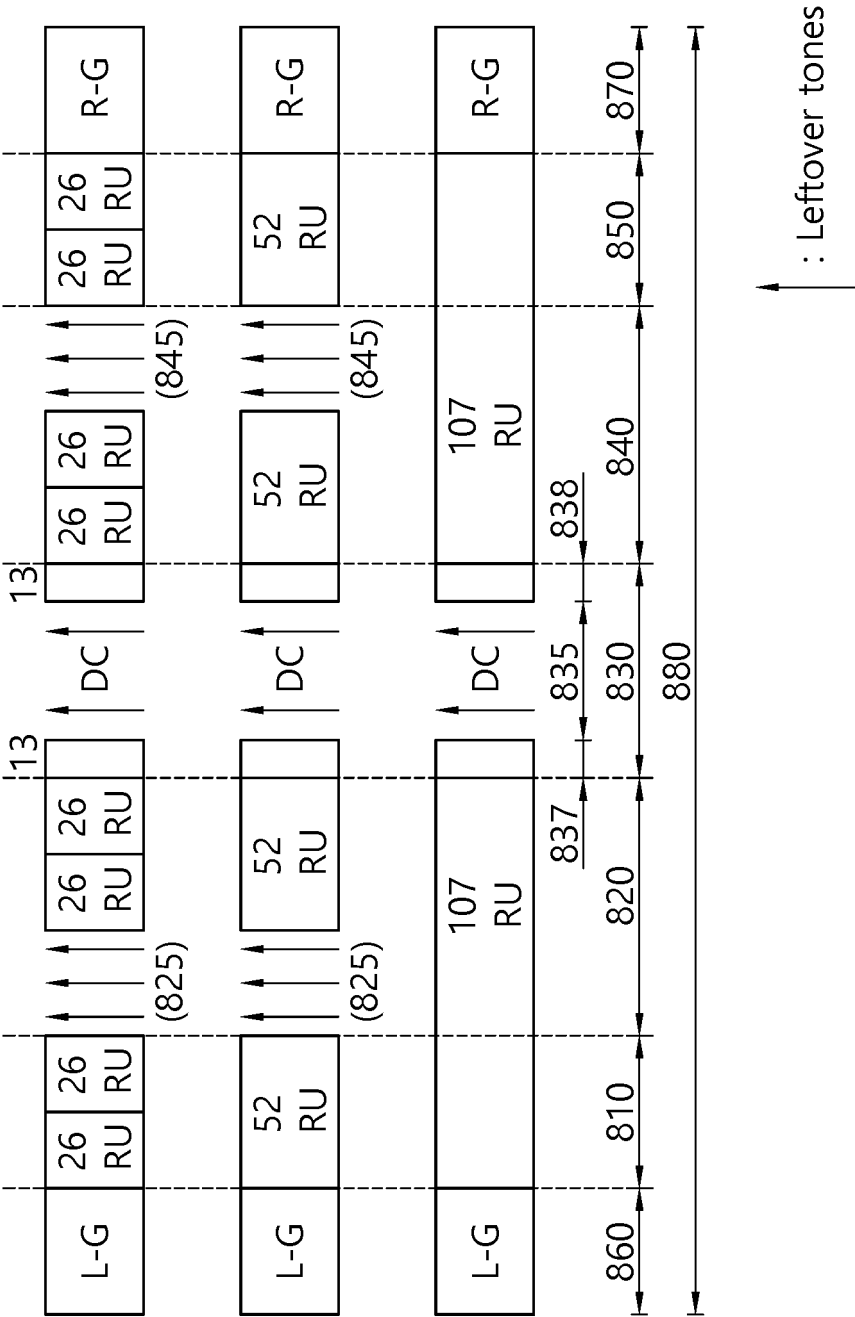 13 13
L-G
26
RU
26
RU
26
RU
26
RU
DC
26
RU
26
RU
26
RU
26
RU
R-G
(825) (845)
L-G
52
RU
52
RU
DC
52
RU
52
RU
R-G
(825) (845)
L-G
107
RU
DC
107
RU
R-G
837 835 838
860 810 820 830 840 850 870
880
: Leftover tones